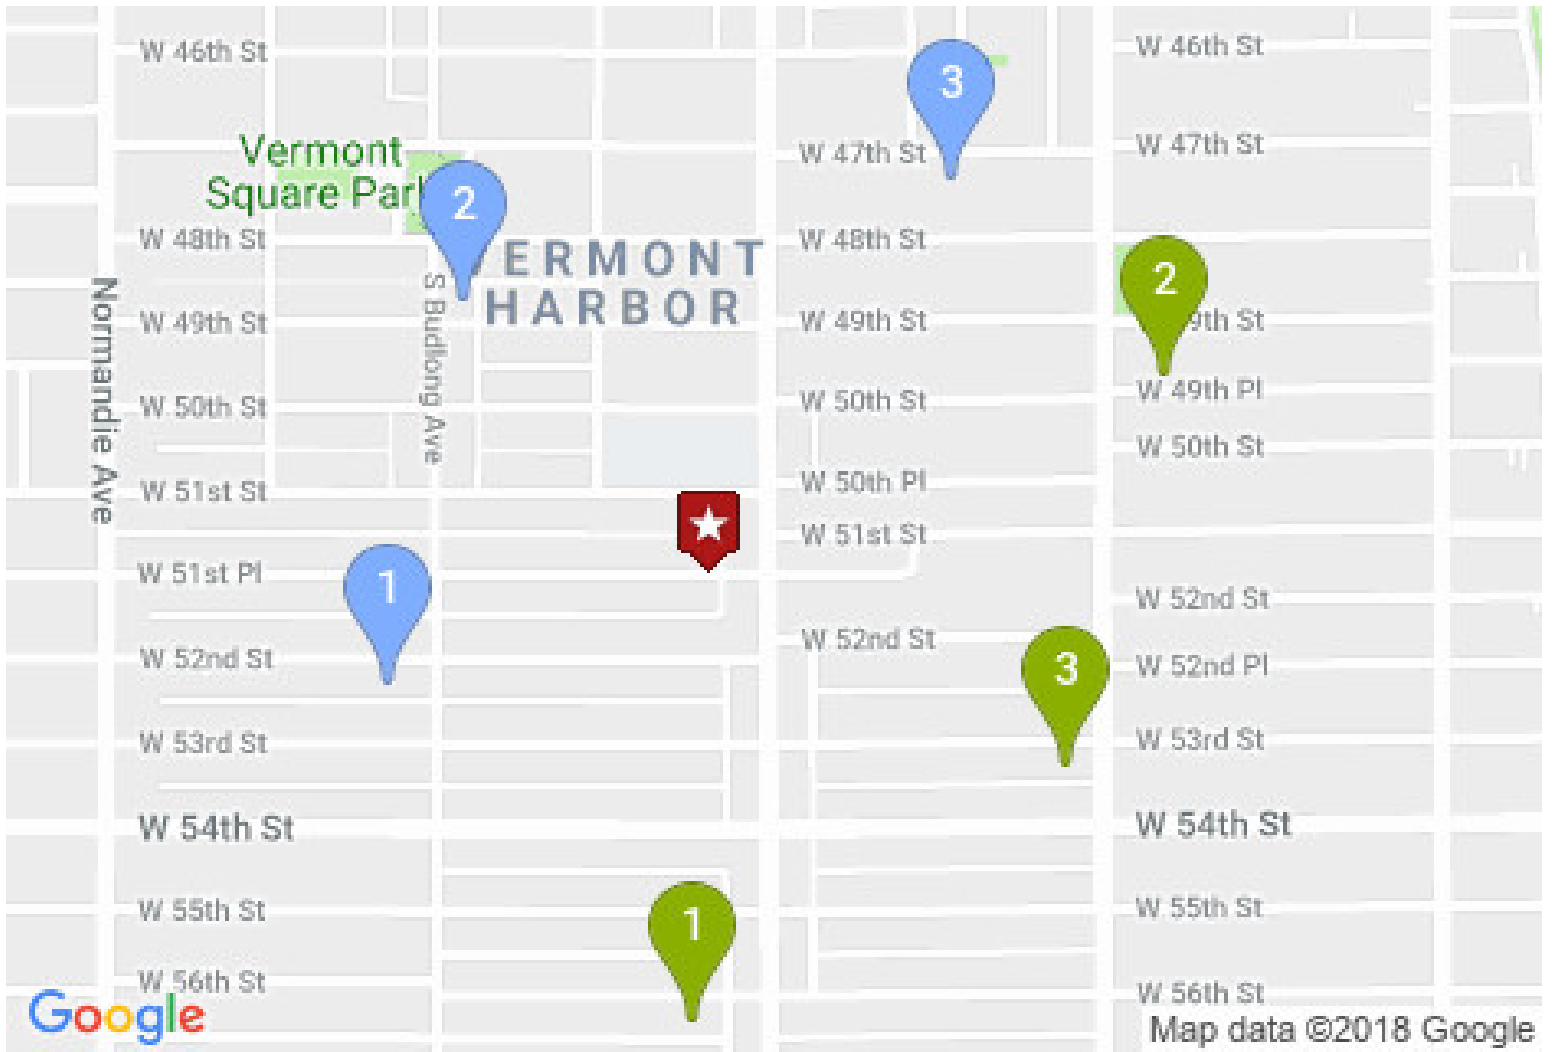 W 46th St
W 46th St
3
Vermont
Square Park
W 47th St
W 47th St
2
W 48th St
VERMONT
HARBOR
W 48th St
2
Normandie Ave
S Budlong Ave
W 49th St
W 49th St
9th St
W 49th Pl
W 50th St
W 50th St
W 50th St
W 51st St
W 50th Pl
W 51st St
W 51st Pl
1
W 52nd St
W 52nd St
W 52nd St
3
W 52nd Pl
W 53rd St
W 53rd St
W 54th St
W 54th St
W 55th St
1
W 55th St
W 56th St
W 56th St
Google
Map data ©2018 Google